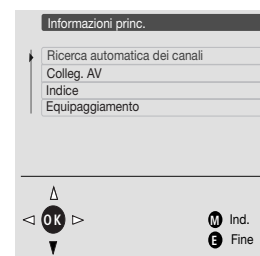 Informazioni princ.
Ricerca automatica dei canali
Colleg. AV
Indice
Equipaggiamento
OK
M Ind.
E Fine